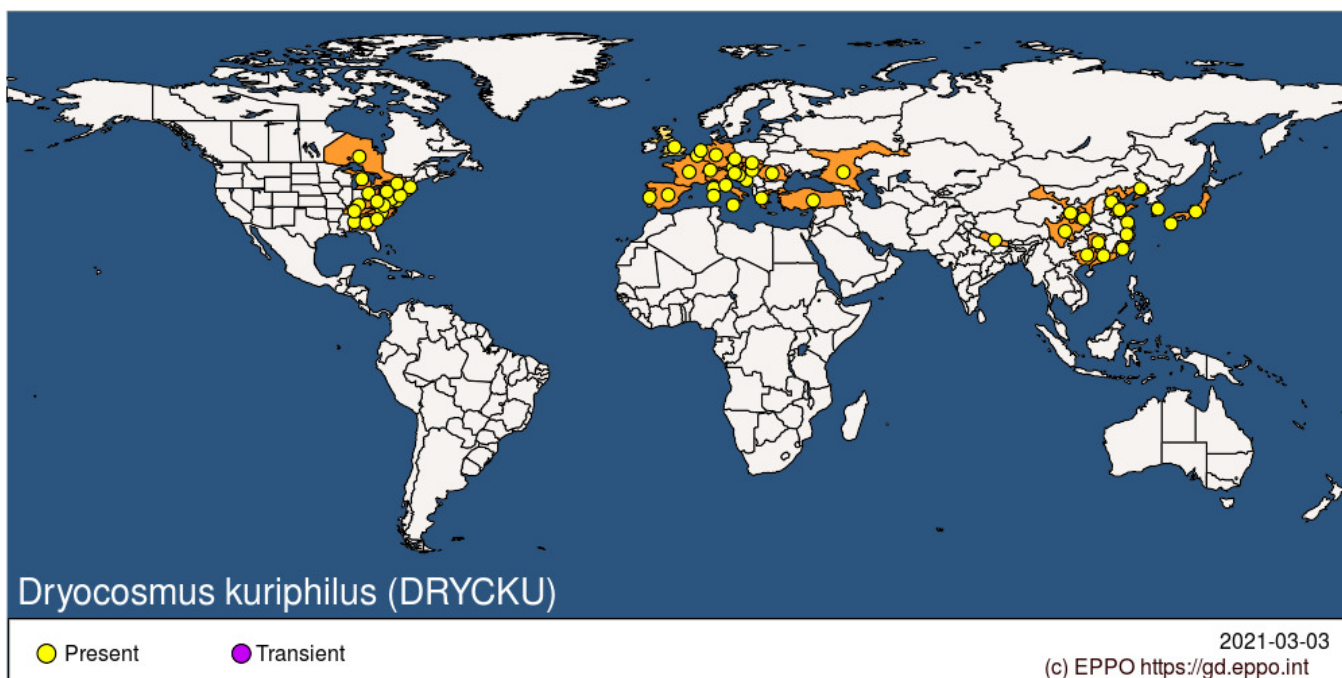 Dryocosmus kuriphilus (DRYCKU)
Present
Transient
2021-03-03
(c) EPPO https://gd.eppo.int